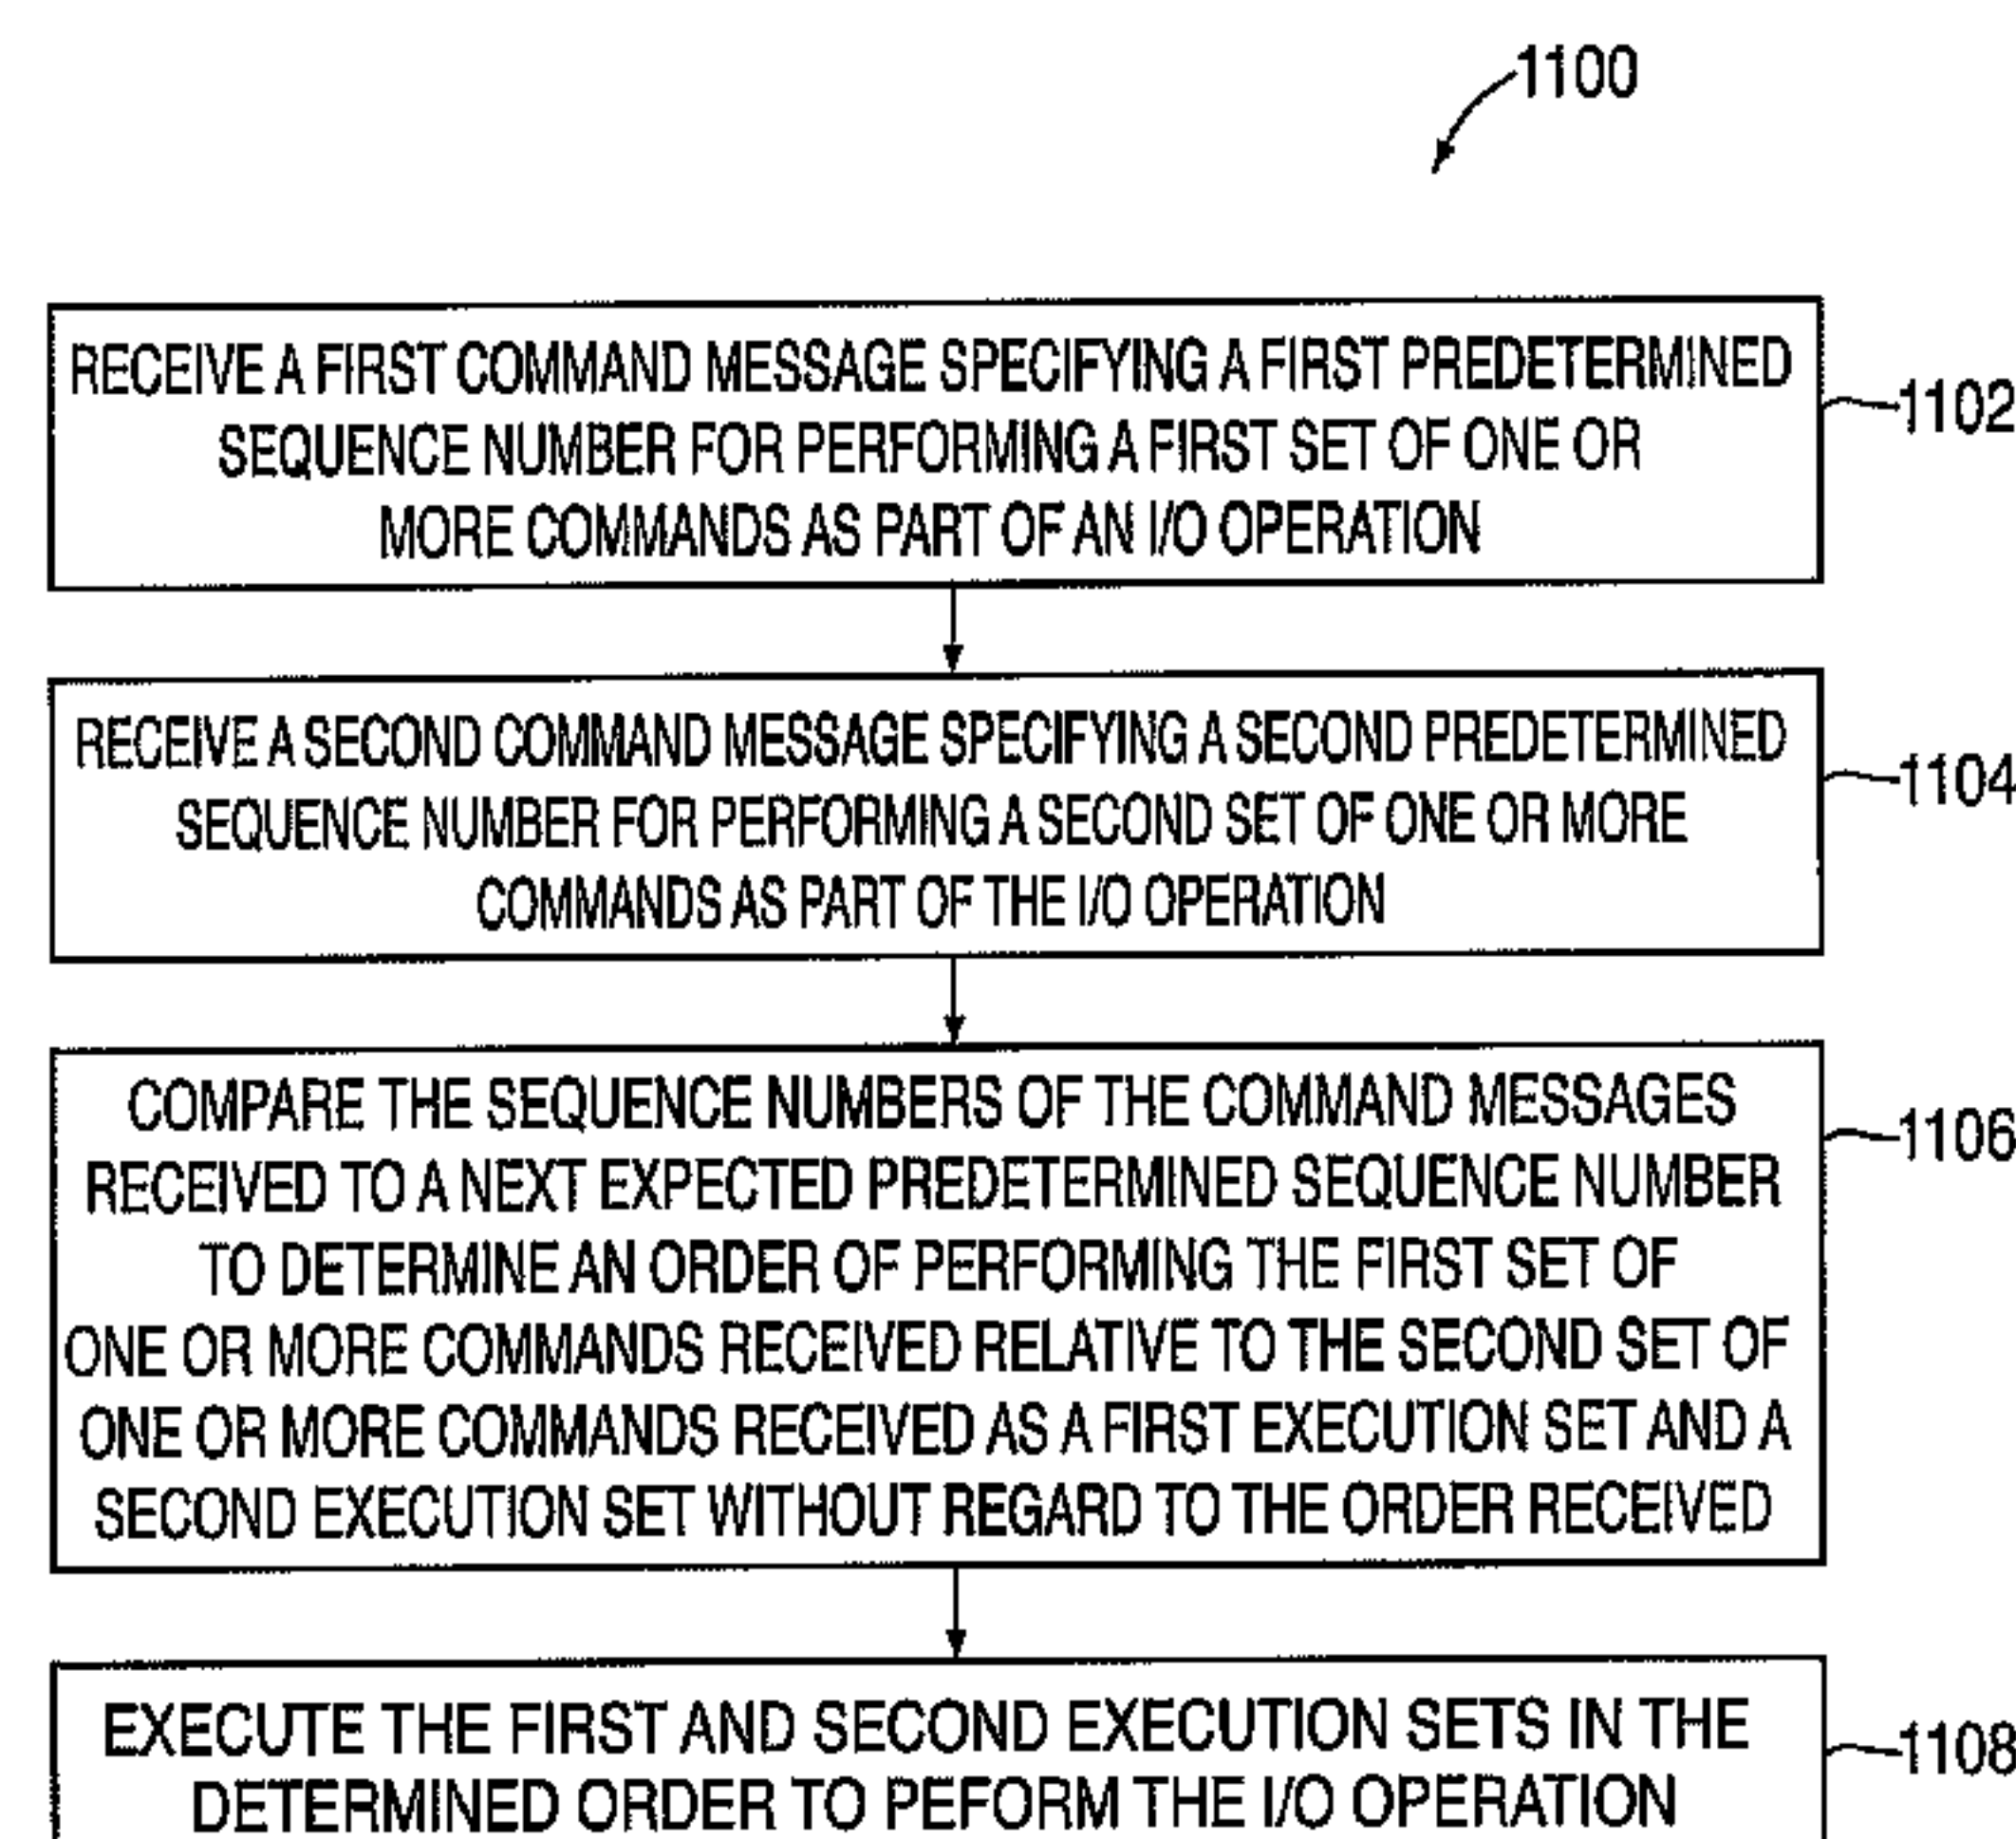 1100
RECEIVE A FIRST COMMAND MESSAGE SPECIFYING A FIRST PREDETERMINED
SEQUENCE NUMBER FOR PERFORMING A FIRST SET OF ONE OR
MORE COMMANDS AS PART OF AN I/O OPERATION
1102
RECEIVE A SECOND COMMAND MESSAGE SPECIFYING A SECOND PREDETERMINED
SEQUENCE NUMBER FOR PERFORMING A SECOND SET OF ONE OR MORE
COMMANDS AS PART OF THE I/O OPERATION
1104
COMPARE THE SEQUENCE NUMBERS OF THE COMMAND MESSAGES
RECEIVED TO A NEXT EXPECTED PREDETERMINED SEQUENCE NUMBER
TO DETERMINE AN ORDER OF PERFORMING THE FIRST SET OF
ONE OR MORE COMMANDS RECEIVED RELATIVE TO THE SECOND SET OF
ONE OR MORE COMMANDS RECEIVED AS A FIRST EXECUTION SET AND A
SECOND EXECUTION SET WITHOUT REGARD TO THE ORDER RECEIVED
1106
EXECUTE THE FIRST AND SECOND EXECUTION SETS IN THE
DETERMINED ORDER TO PEFORM THE I/O OPERATION
1108